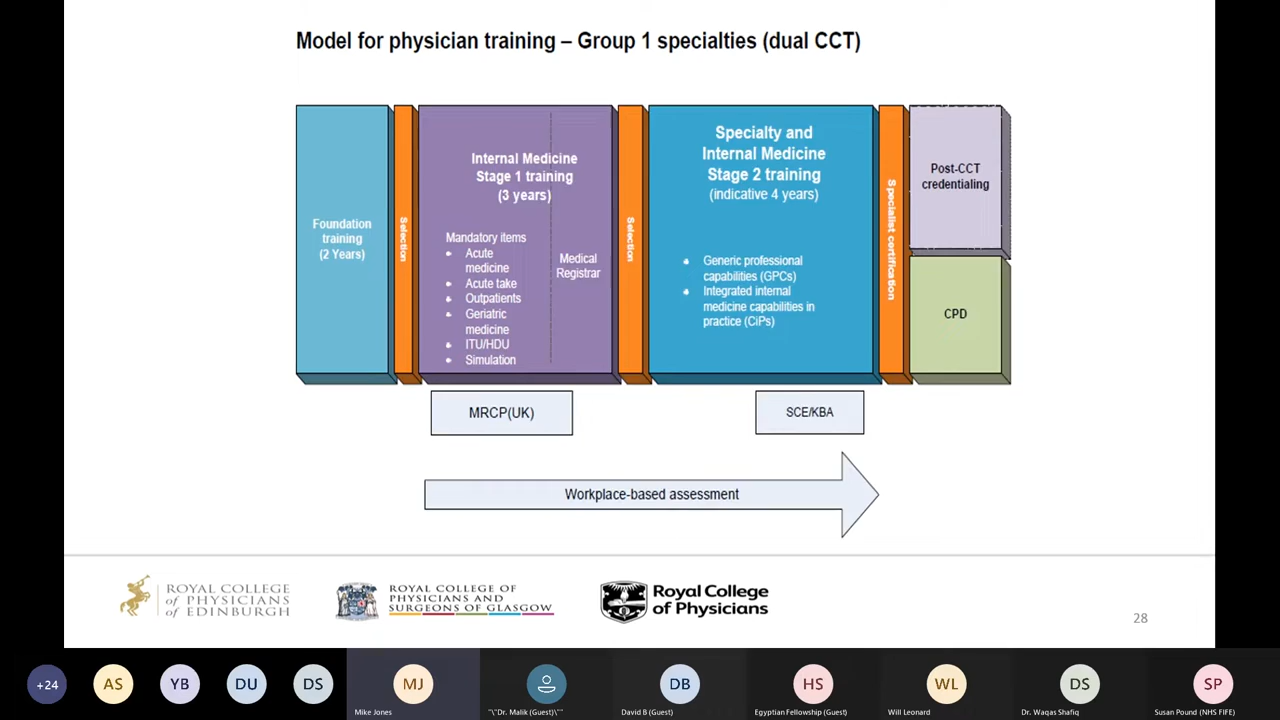 Model for physician training – Group 1 specialties (dual CCT)
Foundation
training
(2 Years)
Selection
Internal Medicine
Stage 1 training
(3 years)
Mandatory items
• Acute
medicine
• Acute take
• Outpatients
• Geriatric
medicine
• ITU/HDU
• Simulation
Medical
Registrar
Selection
Specialty and
Internal Medicine
Stage 2 training
(indicative 4 years)
• Generic professional
capabilities (GPCs)
• Integrated internal
medicine capabilities in
practice (CiPs)
Specialist certification
Post-CCT
credentialing
CPD
MRCP(UK)
SCE/KBA
Workplace-based assessment
ROYAL COLLEGE
of PHYSICIANS
of EDINBURGH
ROYAL COLLEGE OF
PHYSICIANS AND
SURGEONS OF GLASGOW
Royal College
of Physicians
28
+24
AS
YB
DU
DS
MJ
DB
HS
WL
DS
SP
Mike Jones
"\"Dr. Malik (Guest)\""
David B (Guest)
Egyptian Fellowship (Guest)
Will Leonard
Dr. Waqas Shafiq
Susan Pound (NHS FIFE)